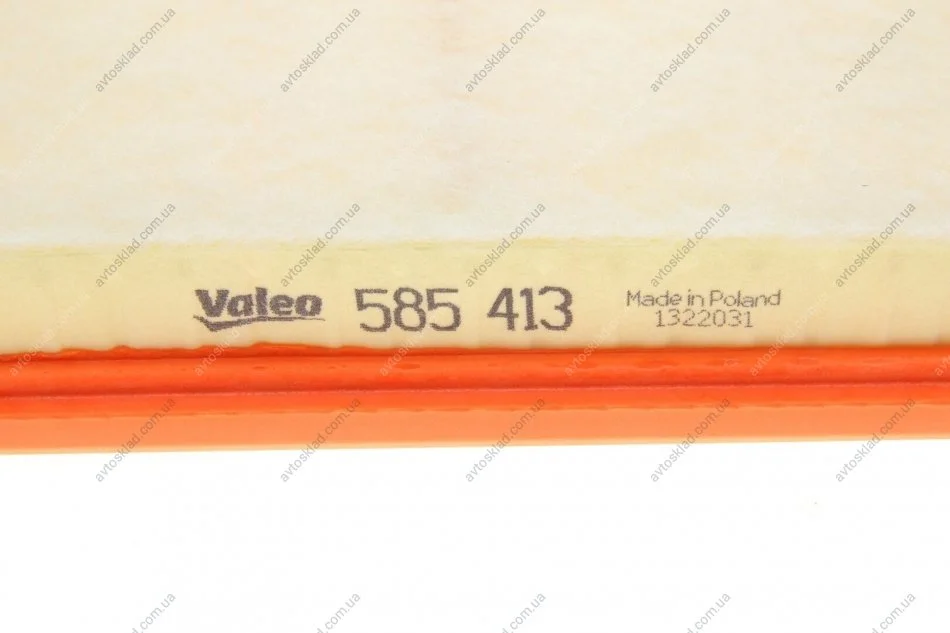 Valeo 585 413 Made in Poland
1322031
avtosklad.com.ua